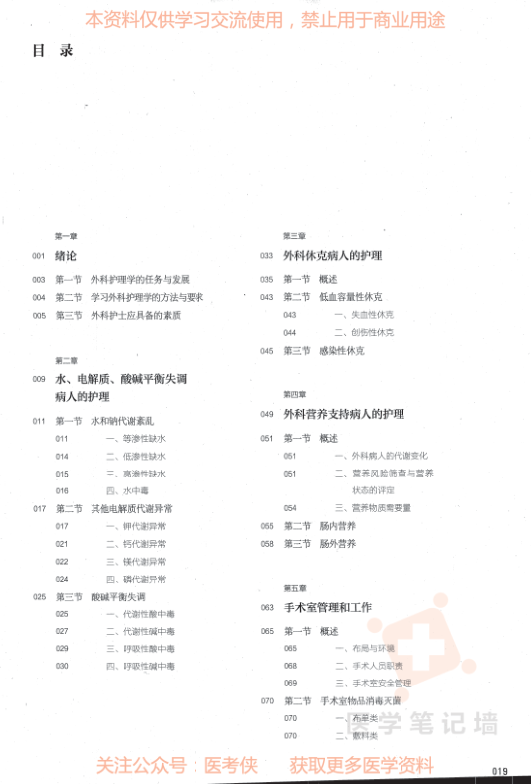 本资料仅供学习交流使用，禁止用于商业用途
目 录
第一章
001 绪论
003 第一节 外科护理学的任务与发展
004 第二节 学习外科护理学的方法与要求
005 第三节 外科护士应具备的素质
第二章
009 水、电解质、酸碱平衡失调
病人的护理
011 第一节 水和钠代谢紊乱
011 一、等渗性缺水
014 二、低渗性缺水
015 三、高渗性缺水
016 四、水中毒
017 第二节 其他电解质代谢异常
017 一、钾代谢异常
021 二、钙代谢异常
022 三、镁代谢异常
024 四、磷代谢异常
025 第三节 酸碱平衡失调
025 一、代谢性酸中毒
027 二、代谢性碱中毒
029 三、呼吸性酸中毒
030 四、呼吸性碱中毒
第三章
033 外科休克病人的护理
035 第一节 概述
043 第二节 低血容量性休克
043 一、失血性休克
044 二、创伤性休克
045 第三节 感染性休克
第四章
049 外科营养支持病人的护理
051 第一节 概述
051 一、外科病人的代谢变化
051 二、营养风险筛查与营养
状态的评定
054 三、营养物质需要量
055 第二节 肠内营养
058 第三节 肠外营养
第五章
063 手术室管理和工作
065 第一节 概述
065 一、布局与环境
068 二、手术人员职责
069 三、手术室安全管理
070 第二节 手术室物品消毒灭菌
070 一、布单类
070 二、敷料类
医学笔记墙
关注公众号：医考侠 获取更多医学资料
019